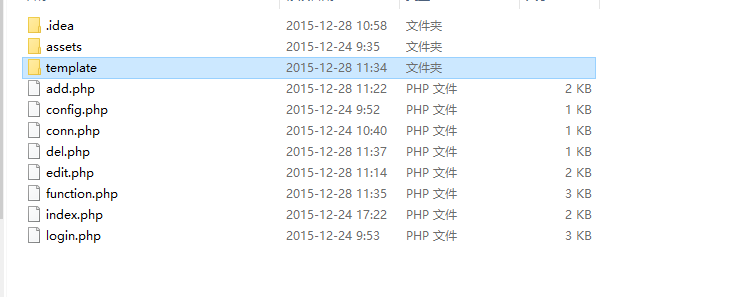 .idea 2015-12-28 10:58 文件夹
assets 2015-12-24 9:35 文件夹
template 2015-12-28 11:34 文件夹
add.php 2015-12-28 11:22 PHP 文件 2 KB
config.php 2015-12-24 9:52 PHP 文件 1 KB
conn.php 2015-12-24 10:40 PHP 文件 1 KB
del.php 2015-12-28 11:37 PHP 文件 1 KB
edit.php 2015-12-28 11:14 PHP 文件 2 KB
function.php 2015-12-28 11:35 PHP 文件 3 KB
index.php 2015-12-24 17:22 PHP 文件 2 KB
login.php 2015-12-24 9:53 PHP 文件 3 KB